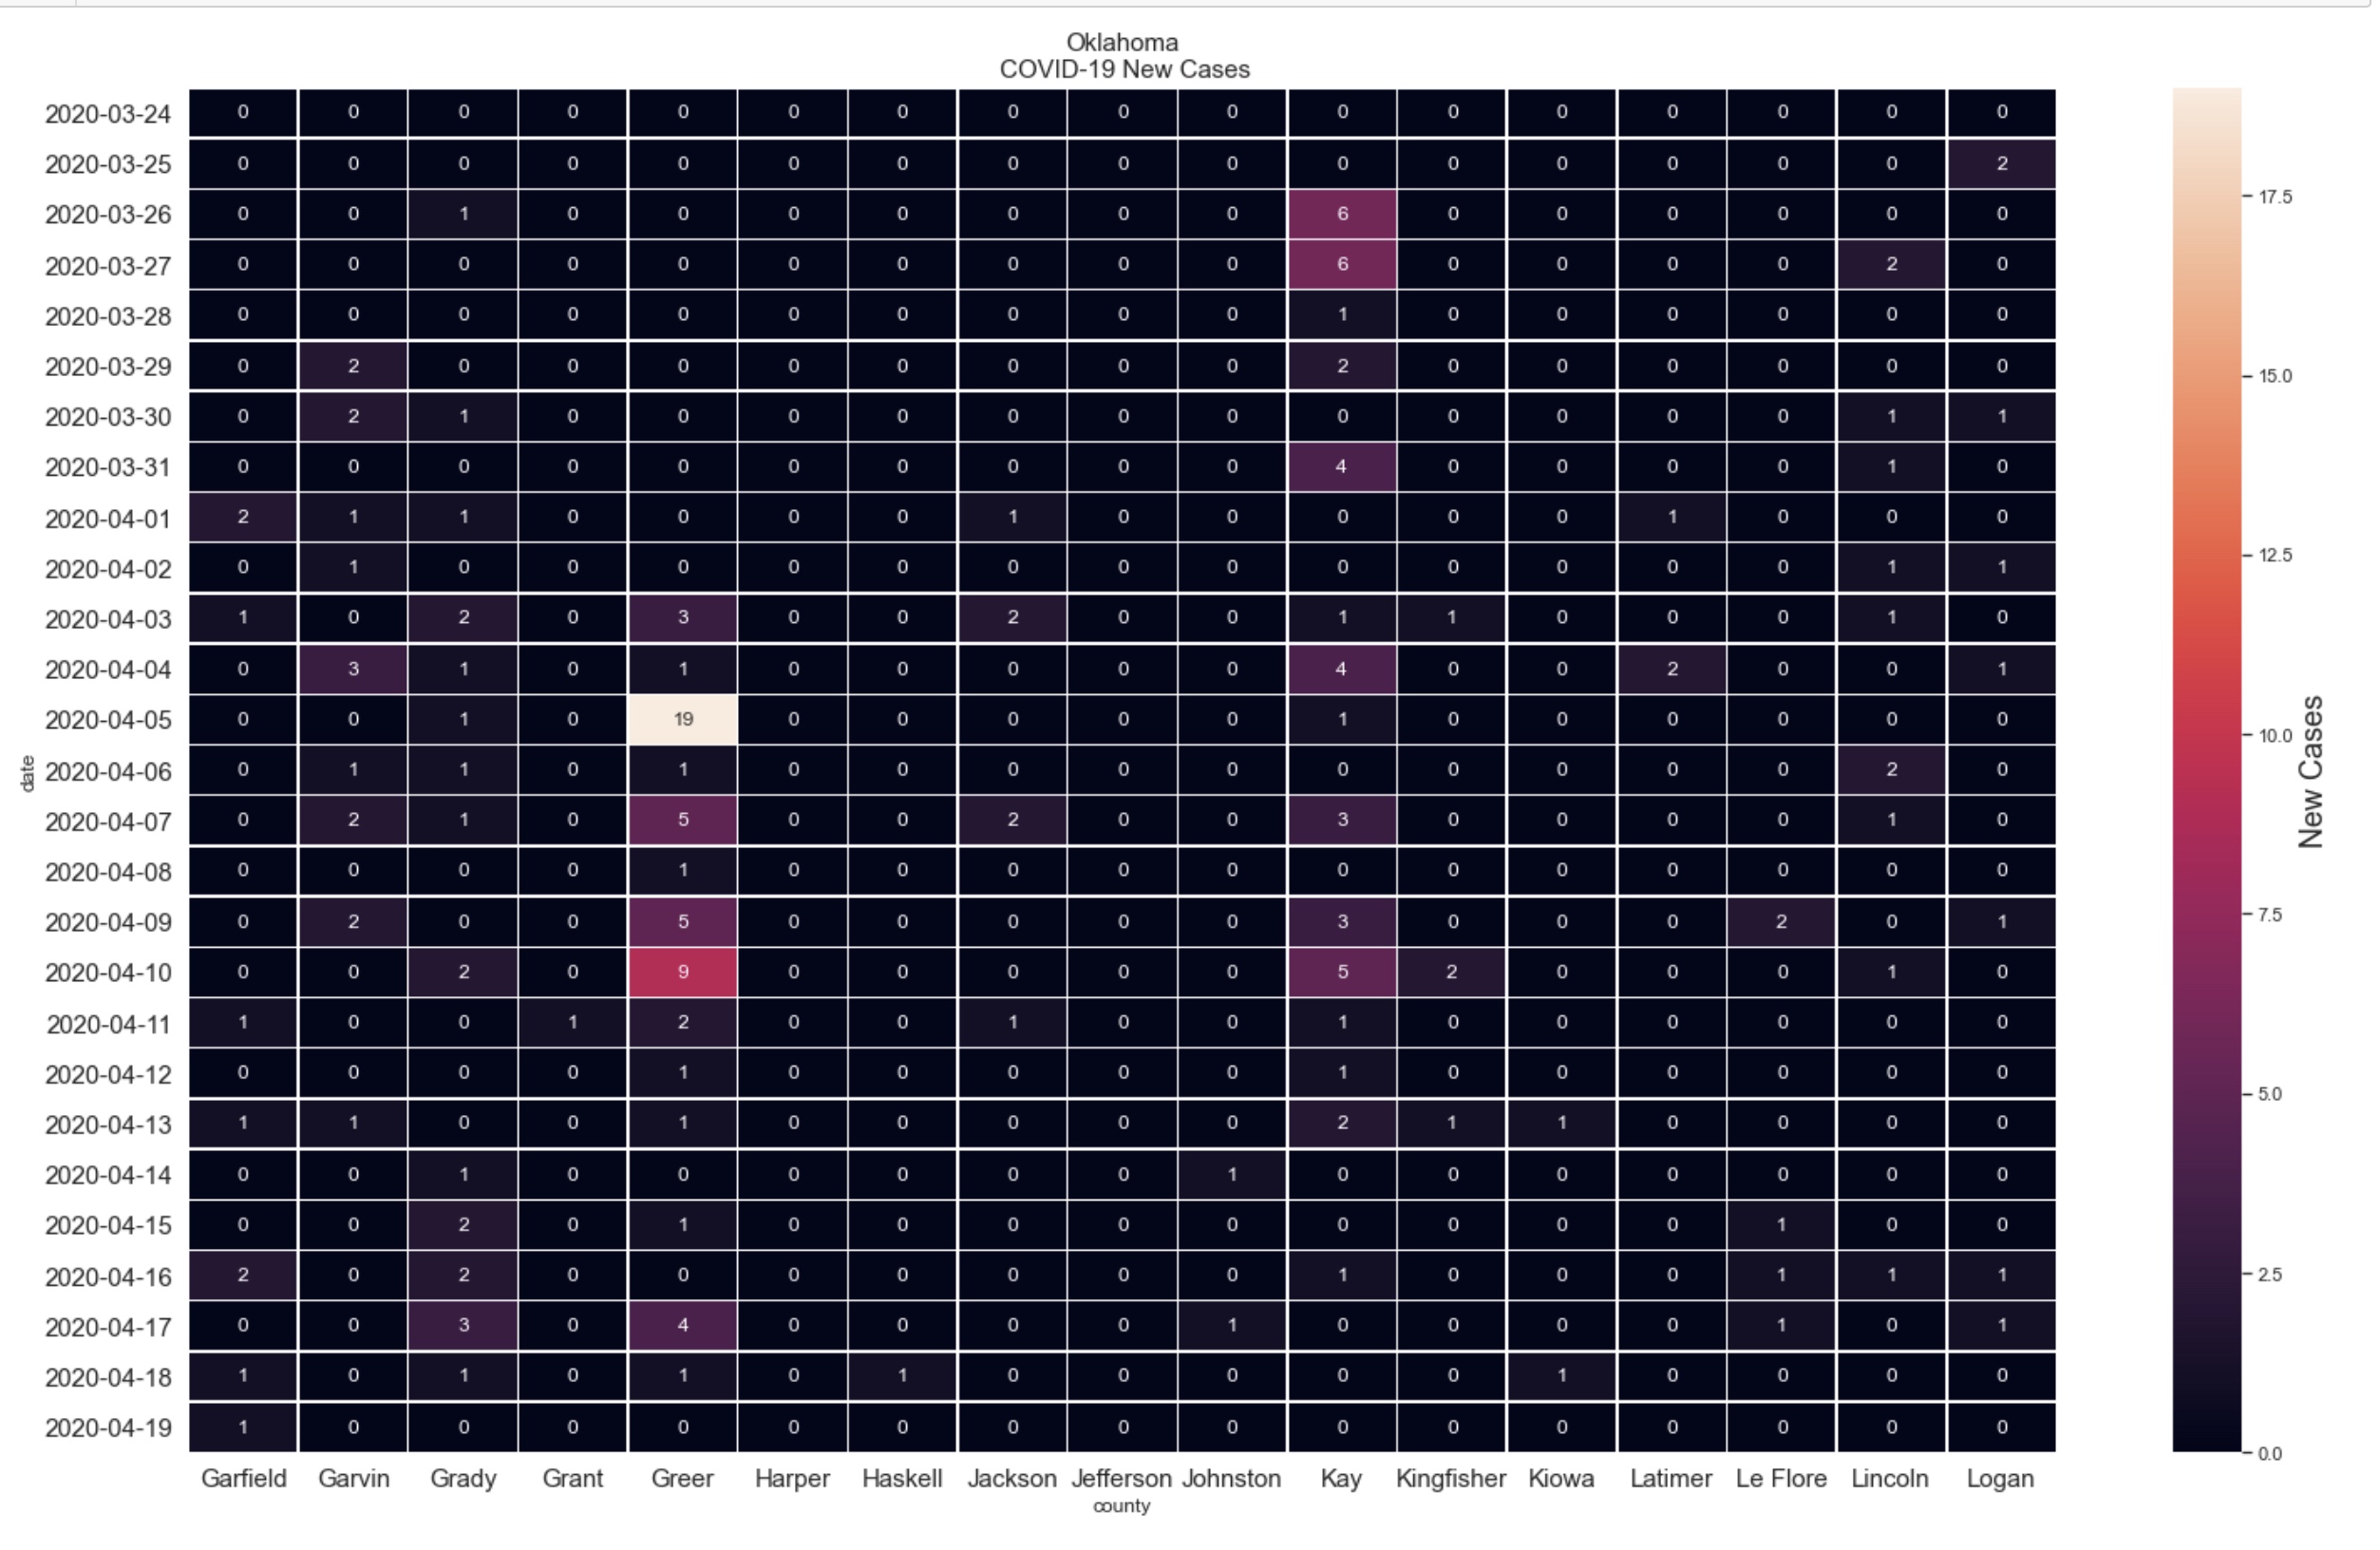 Oklahoma
COVID-19 New Cases
2020-03-24 0 0 0 0 0 0 0 0 0 0 0 0 0 0 0 0 0
2020-03-25 0 0 0 0 0 0 0 0 0 0 0 0 0 0 0 0 2
2020-03-26 0 0 1 0 0 0 0 0 0 0 6 0 0 0 0 0 0
2020-03-27 0 0 0 0 0 0 0 0 0 0 6 0 0 0 0 2 0
2020-03-28 0 0 0 0 0 0 0 0 0 0 1 0 0 0 0 0 0
2020-03-29 0 2 0 0 0 0 0 0 0 0 2 0 0 0 0 0 0
2020-03-30 0 2 1 0 0 0 0 0 0 0 0 0 0 0 0 1 1
2020-03-31 0 0 0 0 0 0 0 0 0 0 4 0 0 0 0 1 0
2020-04-01 2 1 1 0 0 0 0 1 0 0 0 0 0 1 0 0 0
2020-04-02 0 1 0 0 0 0 0 0 0 0 0 0 0 0 0 1 1
2020-04-03 1 0 2 0 3 0 0 2 0 0 1 1 0 0 0 1 0
2020-04-04 0 3 1 0 1 0 0 0 0 0 4 0 0 2 0 0 1
2020-04-05 0 0 1 0 19 0 0 0 0 0 1 0 0 0 0 0 0
2020-04-06 0 1 1 0 1 0 0 0 0 0 0 0 0 0 0 2 0
2020-04-07 0 2 1 0 5 0 0 2 0 0 3 0 0 0 0 1 0
2020-04-08 0 0 0 0 1 0 0 0 0 0 0 0 0 0 0 0 0
2020-04-09 0 2 0 0 5 0 0 0 0 0 3 0 0 0 2 0 1
2020-04-10 0 0 2 0 9 0 0 0 0 0 5 2 0 0 0 1 0
2020-04-11 1 0 0 1 2 0 0 1 0 0 1 0 0 0 0 0 0
2020-04-12 0 0 0 0 1 0 0 0 0 0 1 0 0 0 0 0 0
2020-04-13 1 1 0 0 1 0 0 0 0 0 2 1 1 0 0 0 0
2020-04-14 0 0 1 0 0 0 0 0 0 1 0 0 0 0 0 0 0
2020-04-15 0 0 2 0 1 0 0 0 0 0 0 0 0 0 1 0 0
2020-04-16 2 0 2 0 0 0 0 0 0 0 1 0 0 0 1 1 1
2020-04-17 0 0 3 0 4 0 0 0 0 1 0 0 0 0 1 0 1
2020-04-18 1 0 1 0 1 0 1 0 0 0 0 0 1 0 0 0 0
2020-04-19 1 0 0 0 0 0 0 0 0 0 0 0 0 0 0 0 0
Garfield Garvin Grady Grant Greer Harper Haskell Jackson Jefferson Johnston Kay Kingfisher Kiowa Latimer Le Flore Lincoln Logan
county
date
17.5
15.0
12.5
10.0
7.5
5.0
2.5
0.0
New Cases